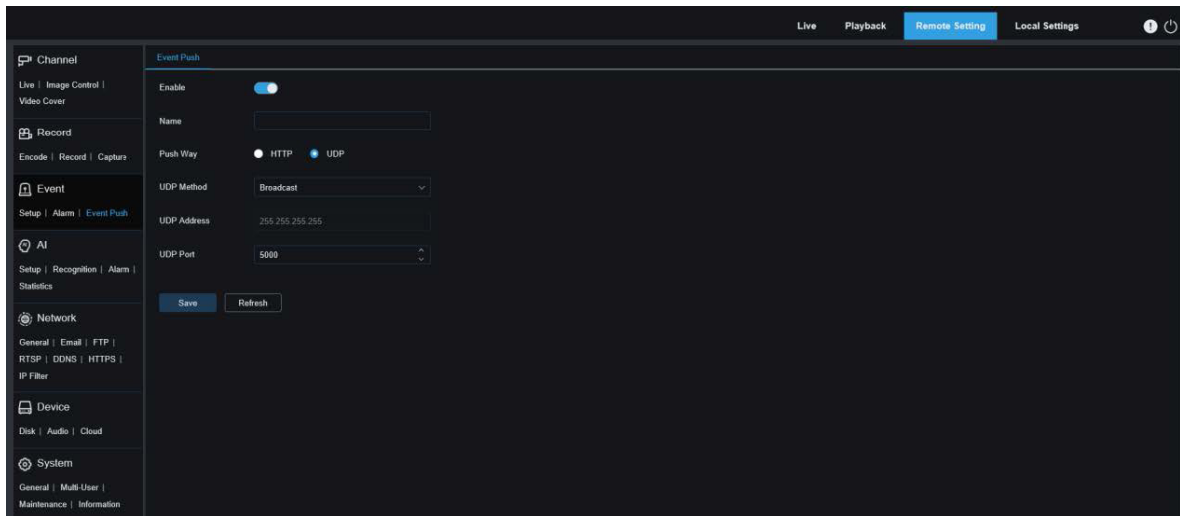 Live Playback Remote Setting Local Settings
Channel
Live | Image Control |
Video Cover
Record
Encode | Record | Capture
Event
Setup | Alarm | Event Push
AI
Setup | Recognition | Alarm |
Statistics
Network
General | Email | FTP |
RTSP | DDNS | HTTPS |
IP Filter
Device
Disk | Audio | Cloud
System
General | Multi-User |
Maintenance | Information
Event Push
Enable
Name
Push Way HTTP UDP
UDP Method Broadcast
UDP Address 255.255.255.255
UDP Port 5000
Save Refresh